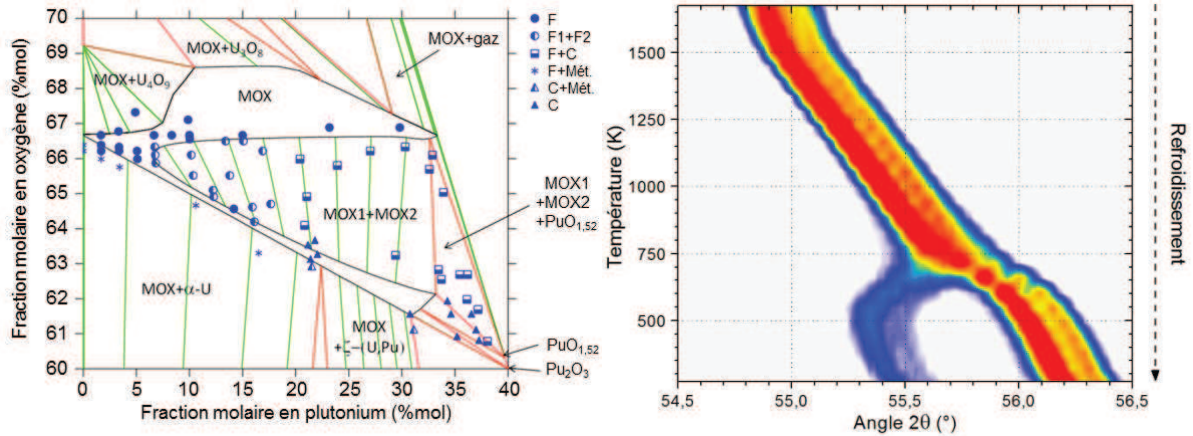 Fraction molaire en oxygène (%mol)
70
69
68
67
66
65
64
63
62
61
60
0
5
10
15
20
25
30
35
40
Fraction molaire en plutonium (%mol)
MOX+U3O8
MOX+U4O9
MOX
MOX+gaz
F
F1+F2
F+C
F+Mét.
C+Mét.
C
MOX1+MOX2
MOX1
+MOX2
+PuO1,52
MOX+α-U
MOX
+ζ-(U,Pu)
PuO1,52
Pu2O3
Température (K)
1500
1250
1000
750
500
54,5
55,0
55,5
56,0
56,5
Angle 2θ (°)
Refroidissement